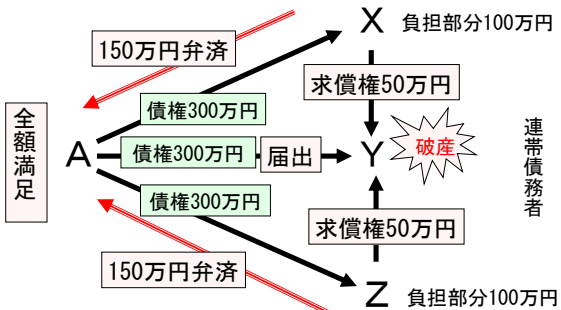 X 負担部分100万円
150万円弁済
求償権50万円
債権300万円
全額満足
A
債権300万円
届出
Y
破産
連帯債務者
債権300万円
求償権50万円
150万円弁済
Z 負担部分100万円